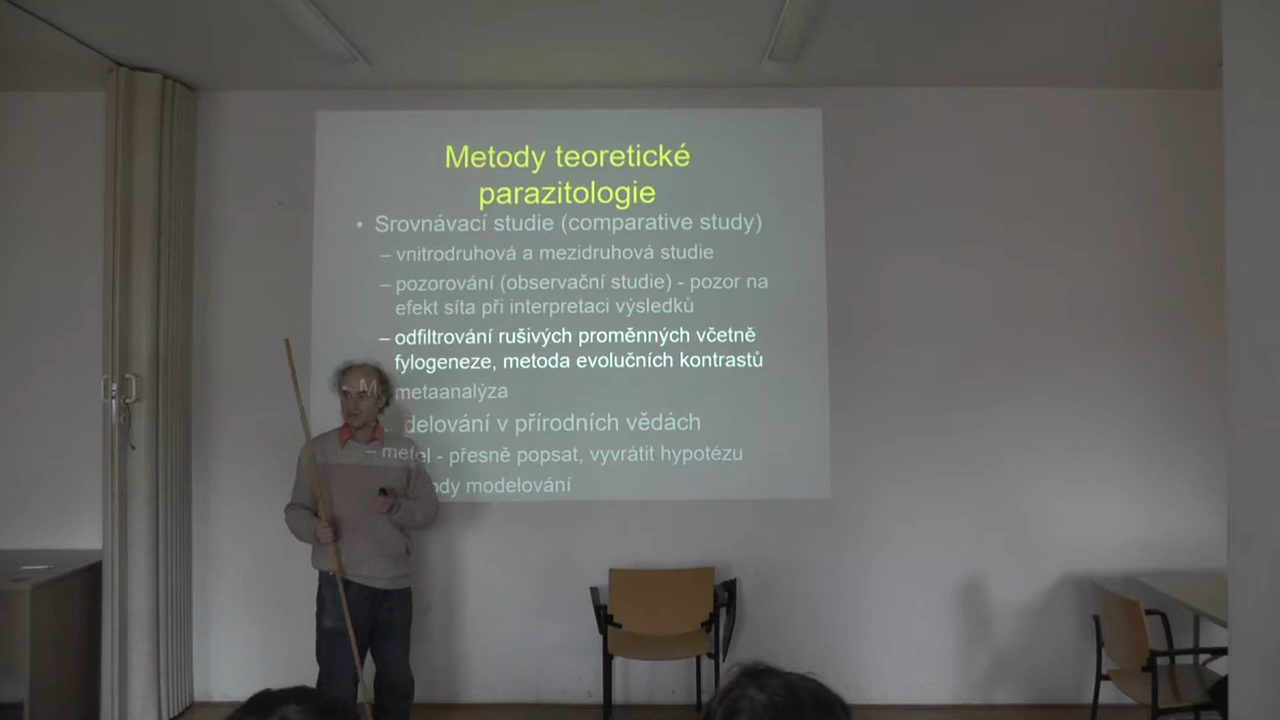 Metody teoretické
parazitologie
• Srovnávací studie (comparative study)
– vnitrodruhová a mezidruhová studie
– pozorování (observační studie) - pozor na
efekt síta při interpretaci výsledků
– odfiltrování rušivých proměnných včetně
fylogeneze, metoda evolučních kontrastů
metaanalýza
delování v přírodních vědách
- přesně popsat, vyvrátit hypotézu
modelování